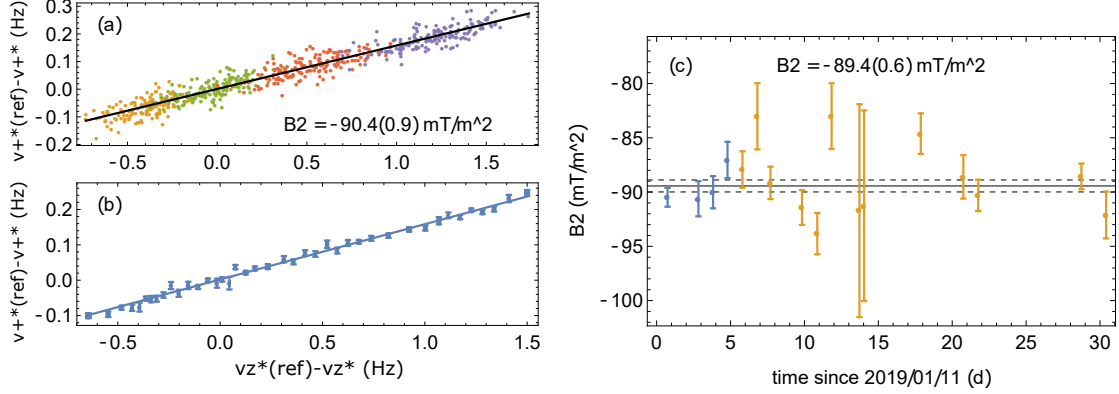 (a)
B2 = -90.4(0.9) mT/m^2
v+*(ref)-v+* (Hz)
0.3
0.2
0.1
0.0
-0.1
-0.2
-0.5 0.0 0.5 1.0 1.5
(b)
v+*(ref)-v+* (Hz)
0.2
0.1
0.0
-0.1
-0.5 0.0 0.5 1.0 1.5
vz*(ref)-vz* (Hz)
(c)
B2 = -89.4(0.6) mT/m^2
B2 (mT/m^2)
-80
-85
-90
-95
-100
0 5 10 15 20 25 30
time since 2019/01/11 (d)